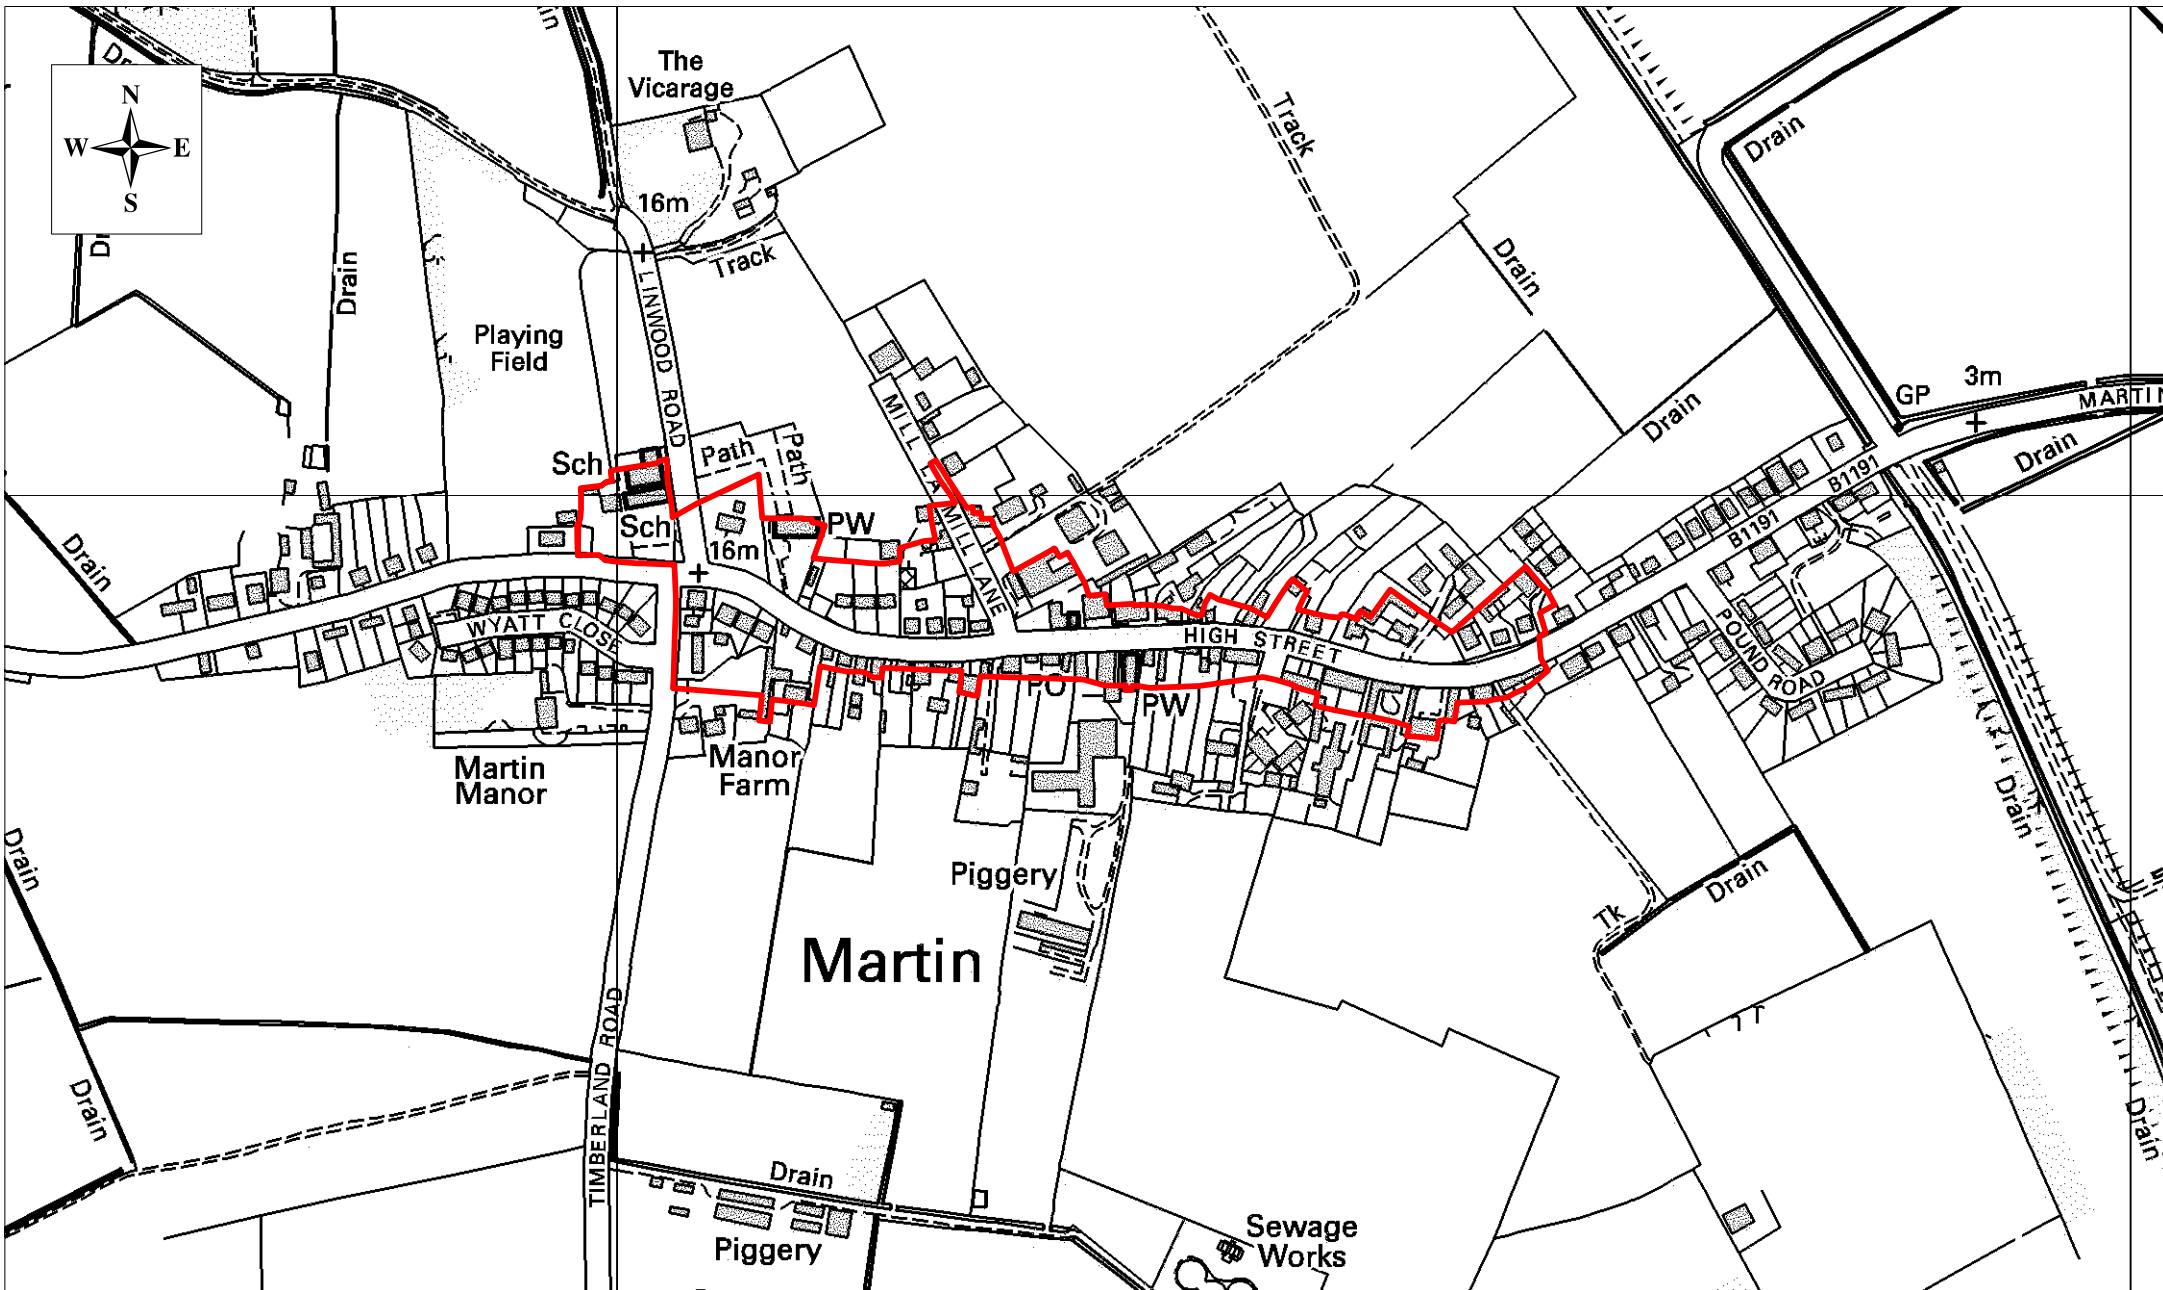 N
W E
S
The
Vicarage
16m
Track
Track
Drain
Drain
Drain
Playing
Field
LINWOOD ROAD
Sch
Sch
Path
Path
PW
16m
MILL LA
MILL LANE
GP
3m
MARTIN
Drain
Drain
B1191
B1191
Drain
WYATT CLOSE
HIGH STREET
PO
PW
POUND ROAD
Martin
Manor
Manor
Farm
Piggery
Martin
Drain
Drain
Tk
Drain
Drain
TIMBERLAND ROAD
Drain
Drain
Piggery
Sewage
Works